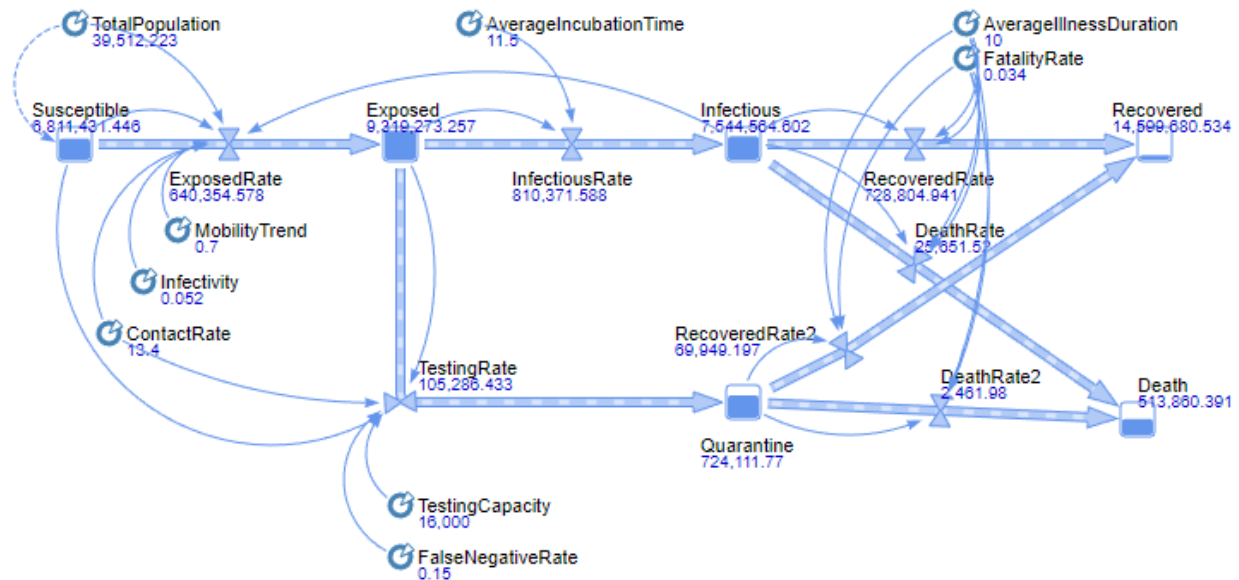 TotalPopulation
39,512,223
AverageIncubationTime
11.5
AverageIllnessDuration
10
FatalityRate
0.034
Susceptible
6,811,431.446
Exposed
9,319,273.257
Infectious
7,544,564.602
Recovered
14,599,680.534
ExposedRate
640,354.578
InfectiousRate
810,371.588
RecoveredRate
728,804.941
MobilityTrend
0.7
DeathRate
25,651.52
Infectivity
0.052
ContactRate
13.4
RecoveredRate2
69,949.197
TestingRate
105,286.433
DeathRate2
2,461.98
Death
513,860.391
Quarantine
724,111.77
TestingCapacity
16,000
FalseNegativeRate
0.15